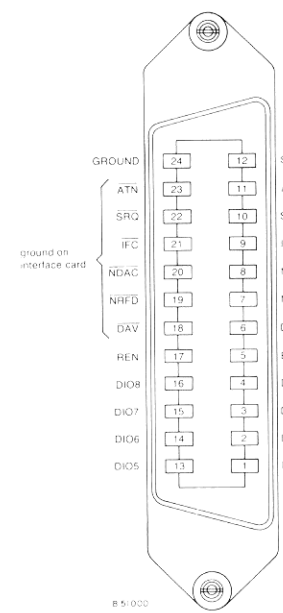 GROUND 24 12 S
ATN 23 11
SRQ 22 10 S
IFC 21 9
NDAC 20 8
NRFD 19 7
DAV 18 6
REN 17 5
DIO8 16 4
DIO7 15 3
DIO6 14 2
DIO5 13 1
ground on
interface card
B 51000